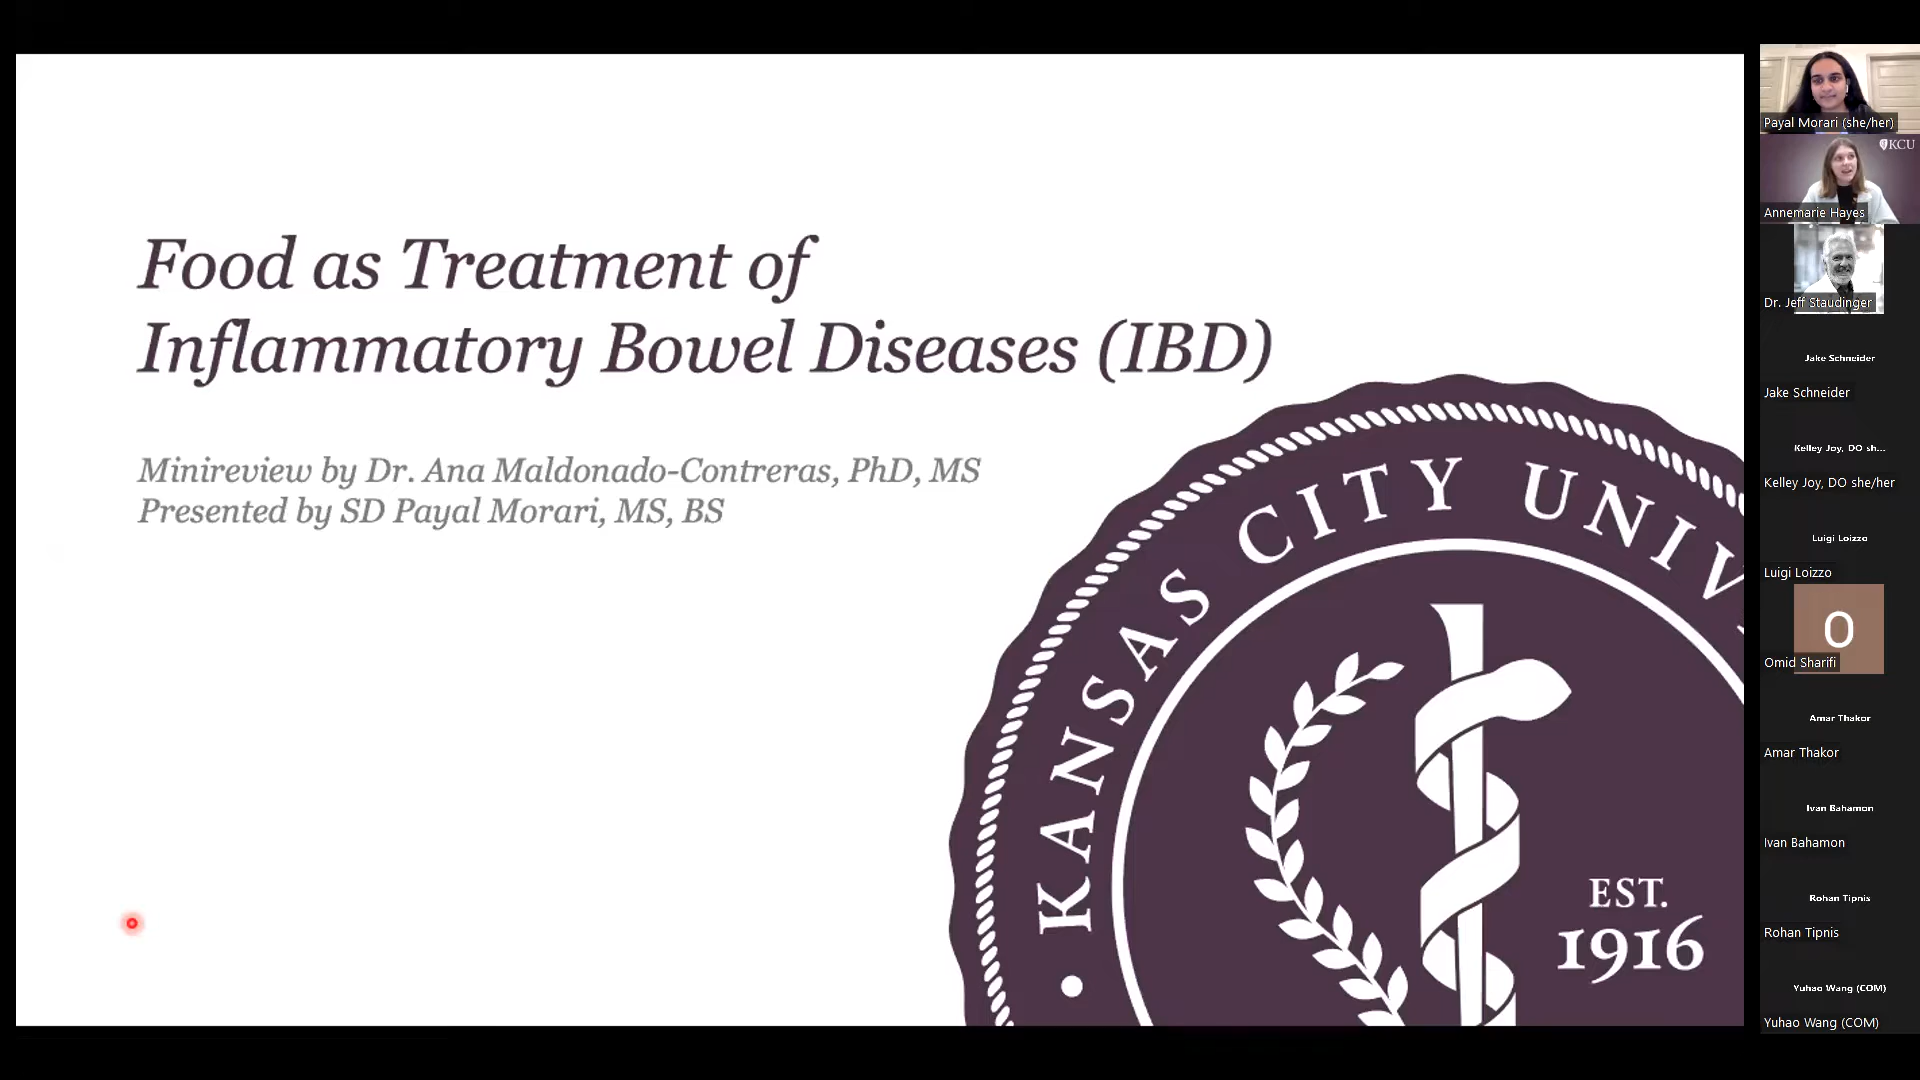 Food as Treatment of
Inflammatory Bowel Diseases (IBD)
Minireview by Dr. Ana Maldonado-Contreras, PhD, MS
Presented by SD Payal Morari, MS, BS
KANSAS CITY UNIV
EST.
1916
Payal Morari (she/her)
KCU
Annemarie Hayes
Dr. Jeff Staudinger
Jake Schneider
Jake Schneider
Kelley Joy, DO sh...
Kelley Joy, DO she/her
Luigi Loizzo
Luigi Loizzo
O
Omid Sharifi
Amar Thakor
Amar Thakor
Ivan Bahamon
Ivan Bahamon
Rohan Tipnis
Rohan Tipnis
Yuhao Wang (COM)
Yuhao Wang (COM)